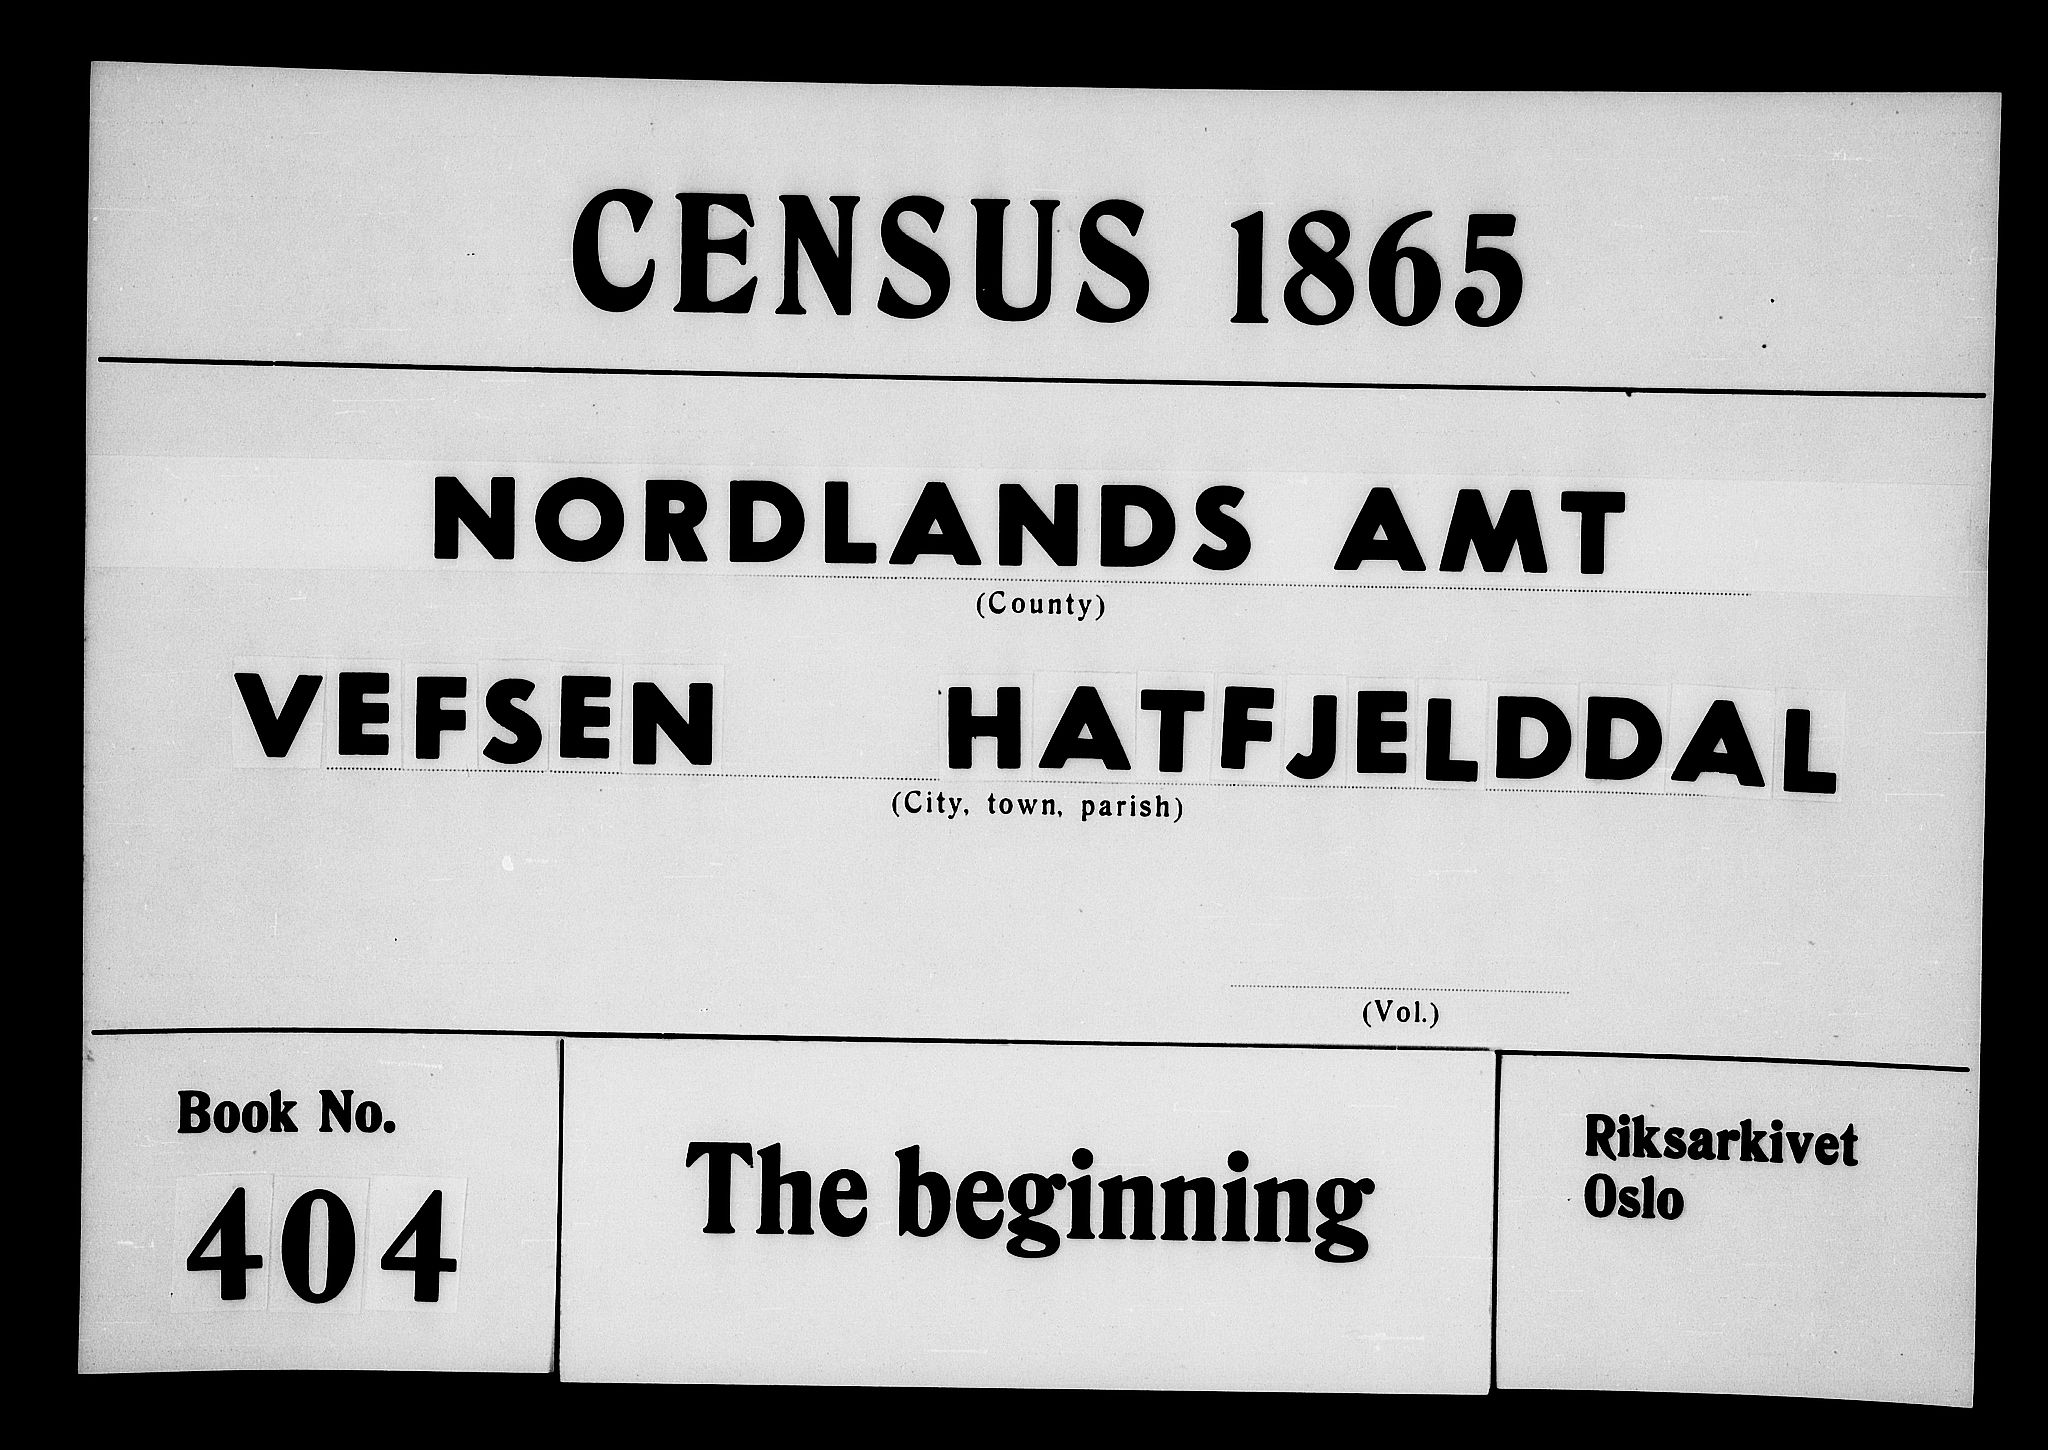 CENSUS 1865
NORDLANDS AMT
(County)
VEFSEN HATFJELDDAL
(City, town, parish)
(Vol.)
Book No.
404
The beginning
Riksarkivet
Oslo